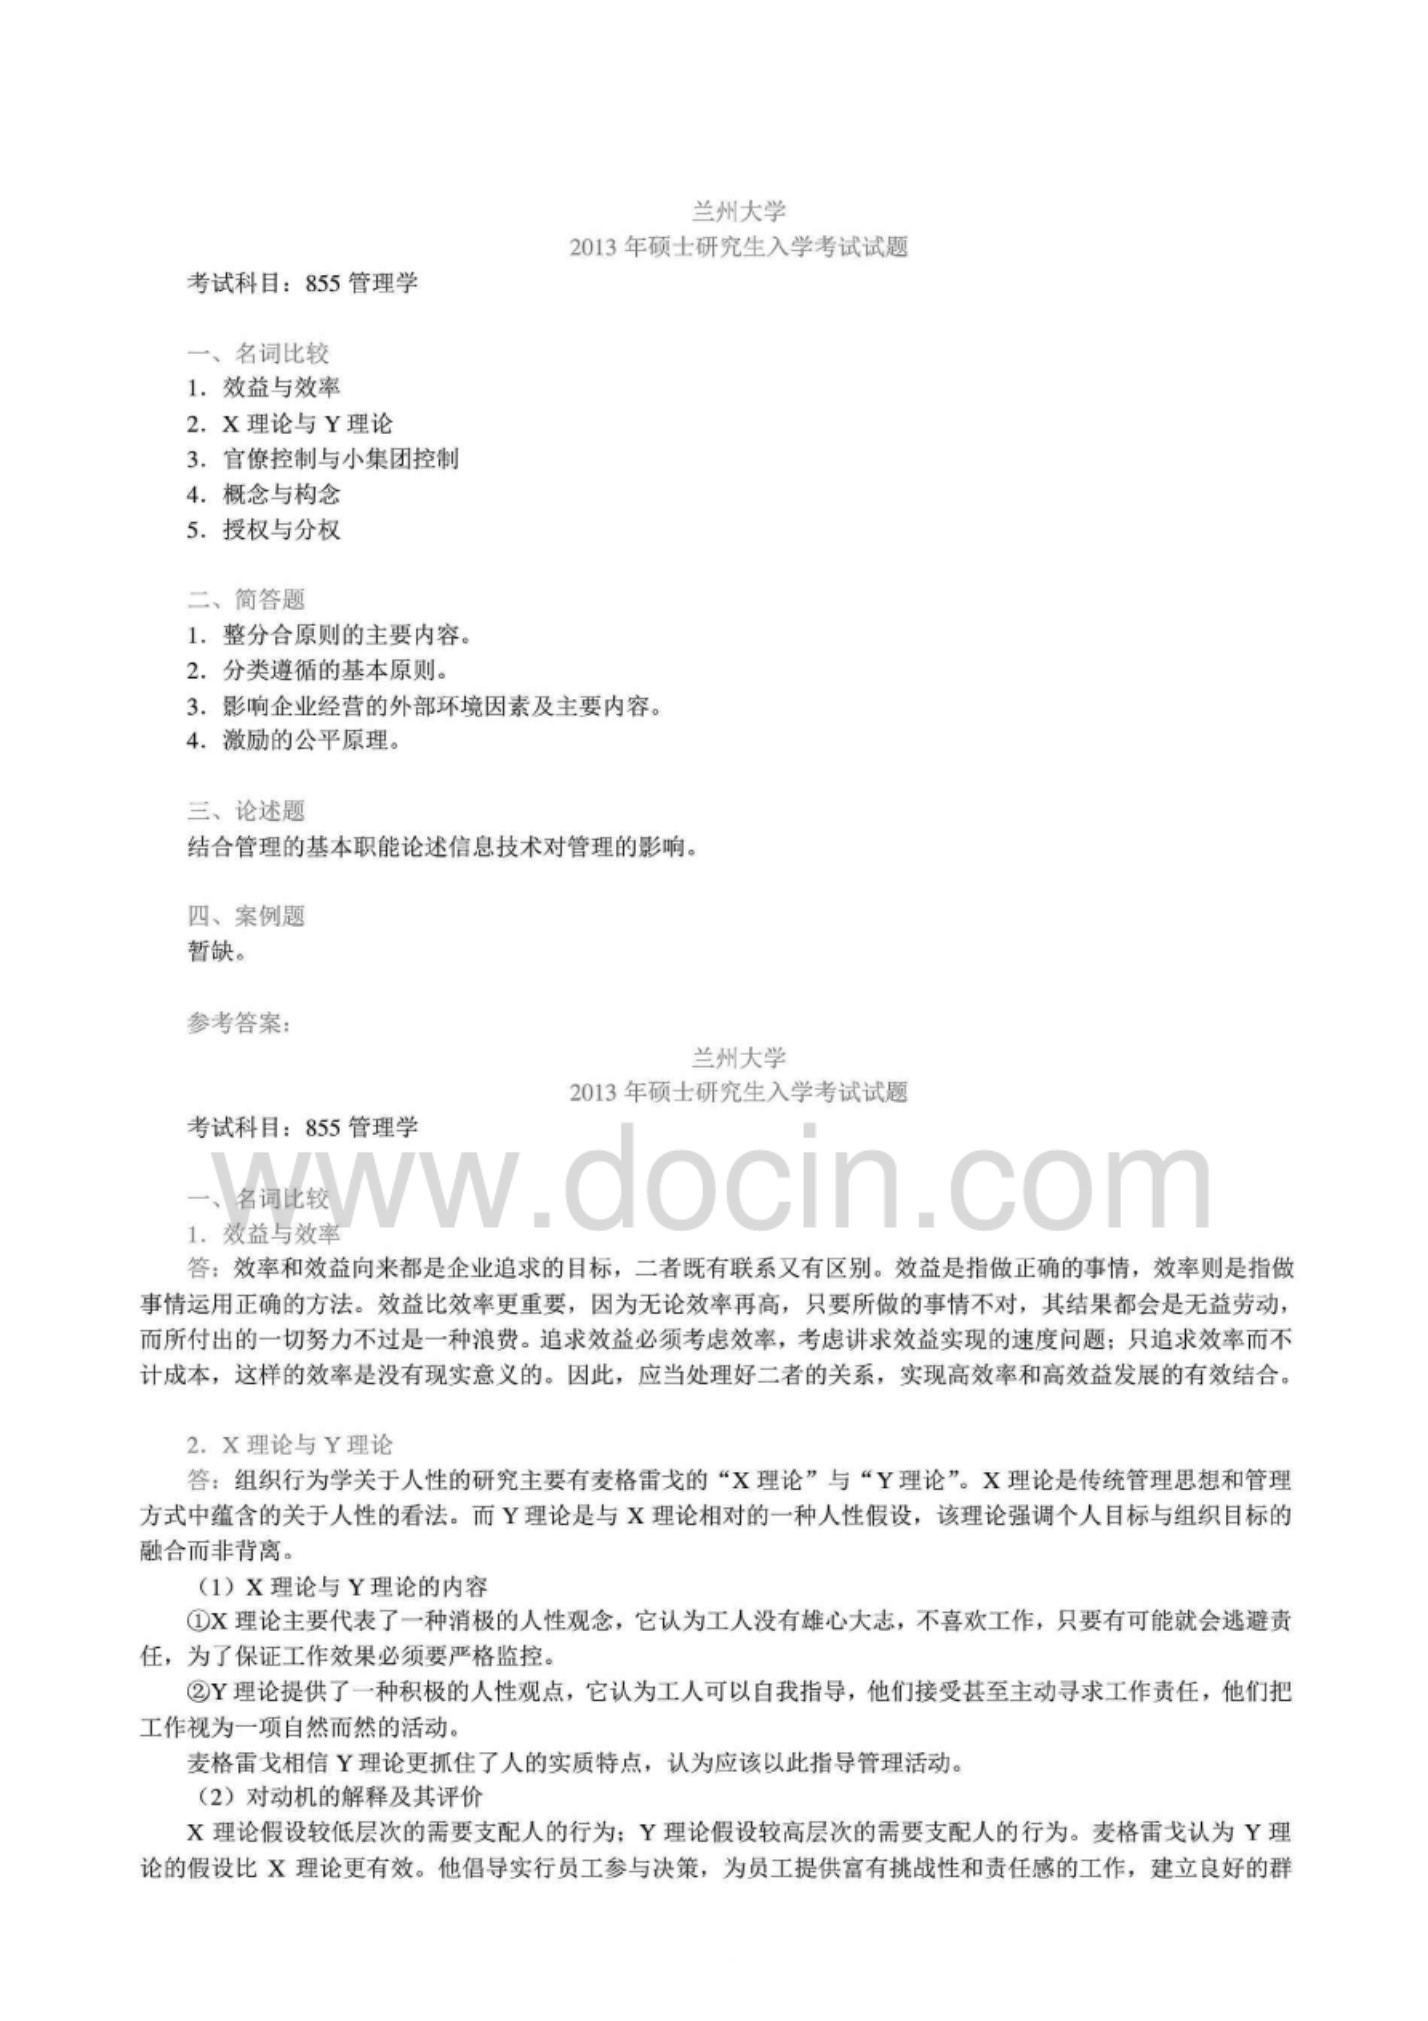 兰州大学
2013 年硕士研究生入学考试试题
考试科目：855 管理学
一、名词比较
1．效益与效率
2．X 理论与 Y 理论
3．官僚控制与小集团控制
4．概念与构念
5．授权与分权
二、简答题
1．整分合原则的主要内容。
2．分类遵循的基本原则。
3．影响企业经营的外部环境因素及主要内容。
4．激励的公平原理。
三、论述题
结合管理的基本职能论述信息技术对管理的影响。
四、案例题
暂缺。
参考答案：
兰州大学
2013 年硕士研究生入学考试试题
考试科目：855 管理学
www.docin.com
一、名词比较
1．效益与效率
答：效率和效益向来都是企业追求的目标，二者既有联系又有区别。效益是指做正确的事情，效率则是指做
事情运用正确的方法。效益比效率更重要，因为无论效率再高，只要所做的事情不对，其结果都会是无益劳动，
而所付出的一切努力不过是一种浪费。追求效益必须考虑效率，考虑讲求效益实现的速度问题；只追求效率而不
计成本，这样的效率是没有现实意义的。因此，应当处理好二者的关系，实现高效率和高效益发展的有效结合。
2．X 理论与 Y 理论
答：组织行为学关于人性的研究主要有麦格雷戈的“X 理论”与“Y 理论”。X 理论是传统管理思想和管理
方式中蕴含的关于人性的看法。而 Y 理论是与 X 理论相对的一种人性假设，该理论强调个人目标与组织目标的
融合而非背离。
（1）X 理论与 Y 理论的内容
①X 理论主要代表了一种消极的人性观念，它认为工人没有雄心大志，不喜欢工作，只要有可能就会逃避责
任，为了保证工作效果必须要严格监控。
②Y 理论提供了一种积极的人性观点，它认为工人可以自我指导，他们接受甚至主动寻求工作责任，他们把
工作视为一项自然而然的活动。
麦格雷戈相信 Y 理论更抓住了人的实质特点，认为应该以此指导管理活动。
（2）对动机的解释及其评价
X 理论假设较低层次的需要支配人的行为；Y 理论假设较高层次的需要支配人的行为。麦格雷戈认为 Y 理
论的假设比 X 理论更有效。他倡导实行员工参与决策，为员工提供富有挑战性和责任感的工作，建立良好的群